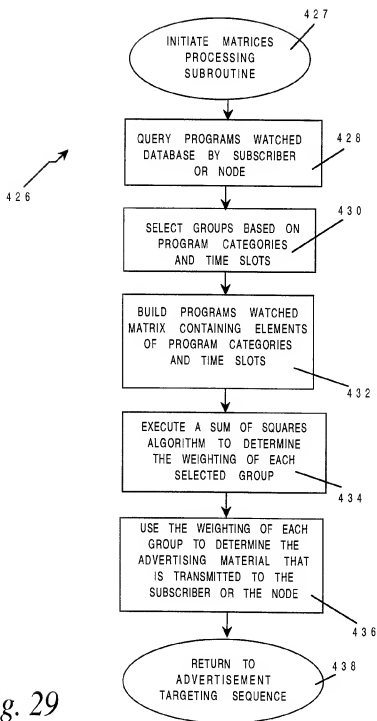 427
INITIATE MATRICES
PROCESSING
SUBROUTINE
426
QUERY PROGRAMS WATCHED
DATABASE BY SUBSCRIBER
OR NODE
428
SELECT GROUPS BASED ON
PROGRAM CATEGORIES
AND TIME SLOTS
430
BUILD PROGRAMS WATCHED
MATRIX CONTAINING ELEMENTS
OF PROGRAM CATEGORIES
AND TIME SLOTS
432
EXECUTE A SUM OF SQUARES
ALGORITHM TO DETERMINE
THE WEIGHTING OF EACH
SELECTED GROUP
434
USE THE WEIGHTING OF EACH
GROUP TO DETERMINE THE
ADVERTISING MATERIAL THAT
IS TRANSMITTED TO THE
SUBSCRIBER OR THE NODE
436
RETURN TO
ADVERTISEMENT
TARGETING SEQUENCE
438
g. 29